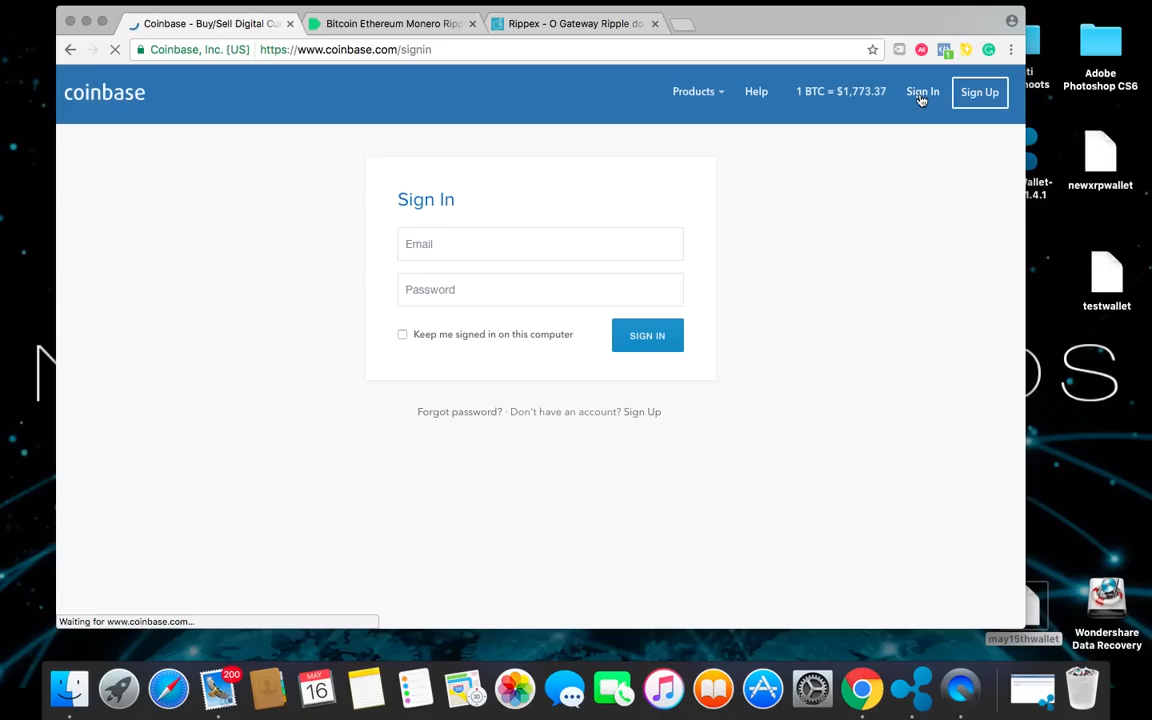 Coinbase - Buy/Sell Digital Cur
Bitcoin Ethereum Monero Ripp
Rippex - O Gateway Ripple do
Coinbase, Inc. [US]
https://www.coinbase.com/signin
coinbase
Products
Help
1 BTC = $1,773.37
Sign In
Sign Up
Sign In
Email
Password
Keep me signed in on this computer
SIGN IN
Forgot password? · Don't have an account? Sign Up
Waiting for www.coinbase.com...
Adobe
Photoshop CS6
newxrpwallet
testwallet
may15thwallet
Wondershare
Data Recovery
200
MAY
16